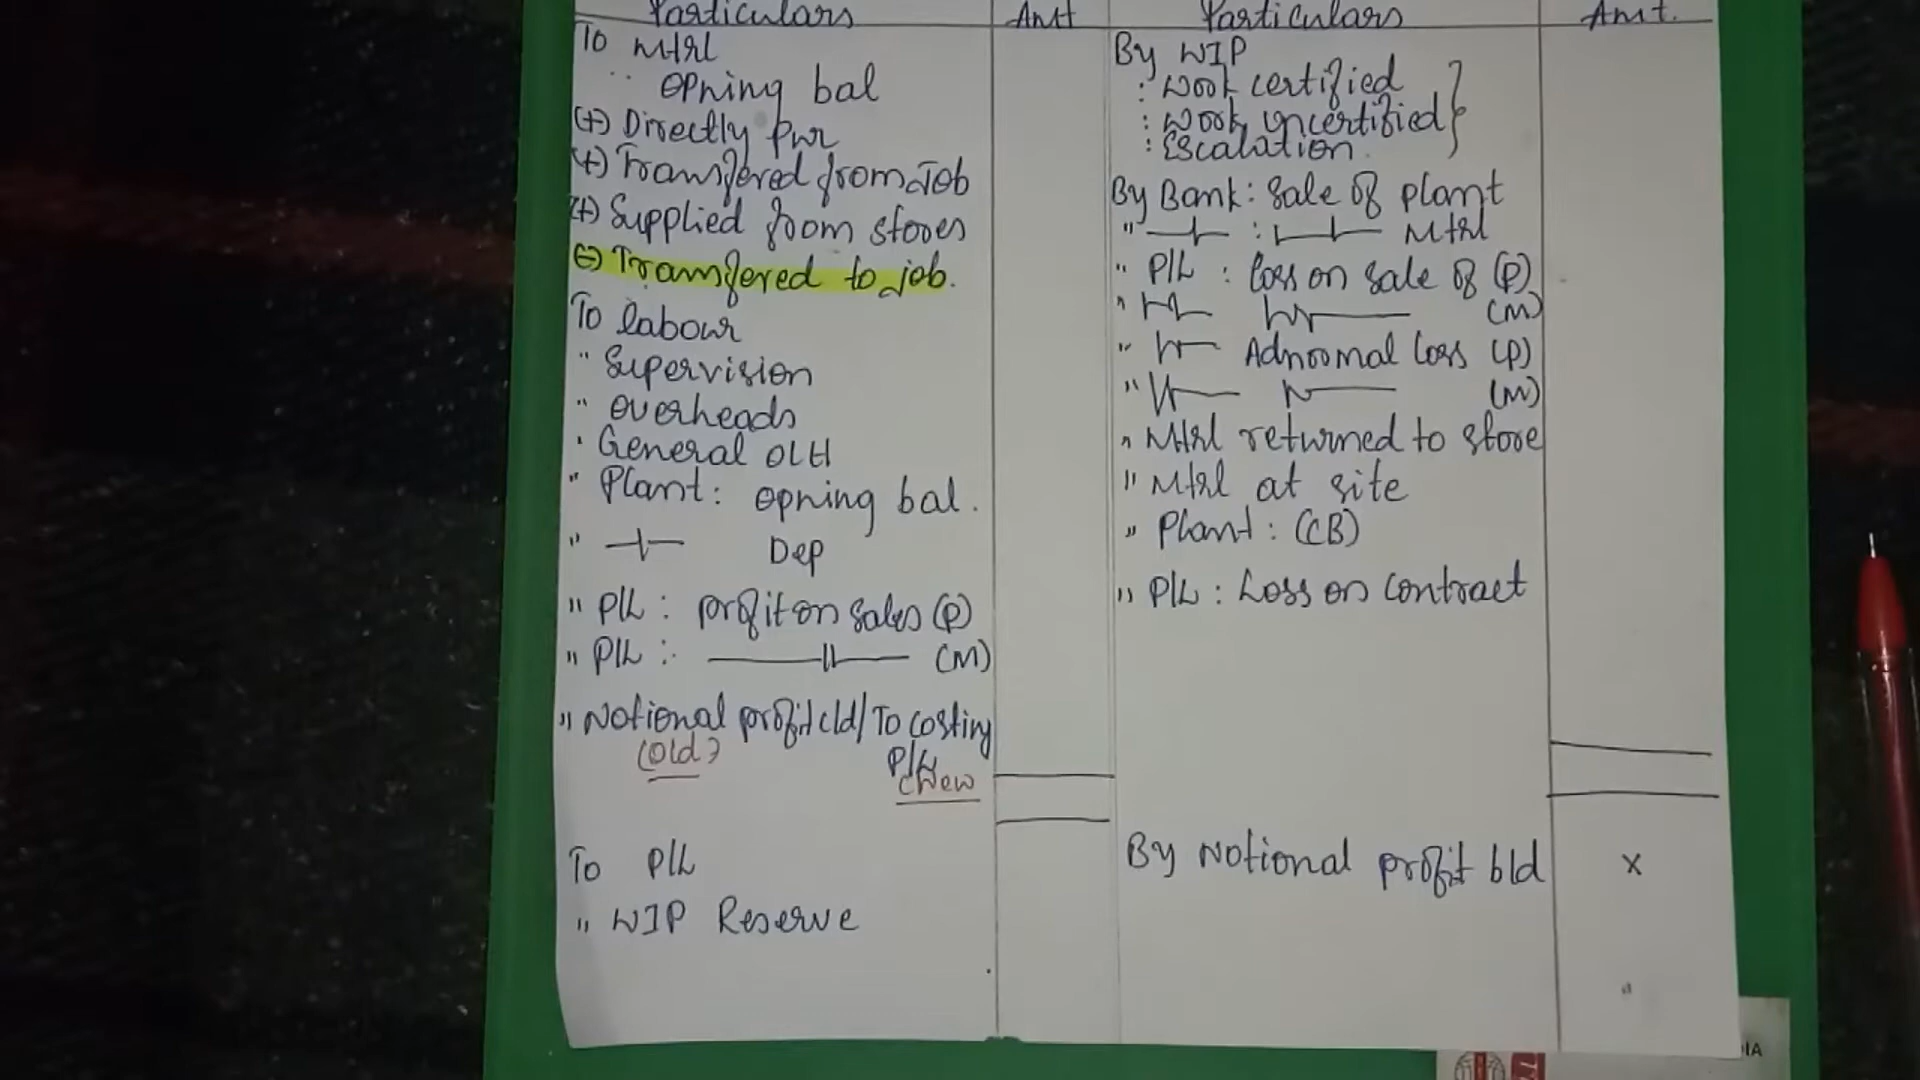 Particulars
Amt
Particulars
Amt.
To Mtrl
Opning bal
(+) Directly Pur
(+) Transfered from Job
(+) Supplied from stores
(-) Transfered to job.
To labour
" Supervision
" overheads
" General OLH
" Plant: opning bal.
" Dep
" P/L : profit on sales (P)
" P/L : (M)
" Notional profit c/d / To costing
(old) P/L
(New
To P/L
" WIP Reserve
By WIP
: Work certified
: Work uncertified
: Escalation
By Bank: Sale of plant
" : Mtrl
" P/L : loss on sale of (P)
" (M)
" Adnormal loss (P)
" (M)
" Mtrl returned to store
" Mtrl at site
" Plant : (CB)
" P/L : Loss on contract
By Notional profit b/d x
IA